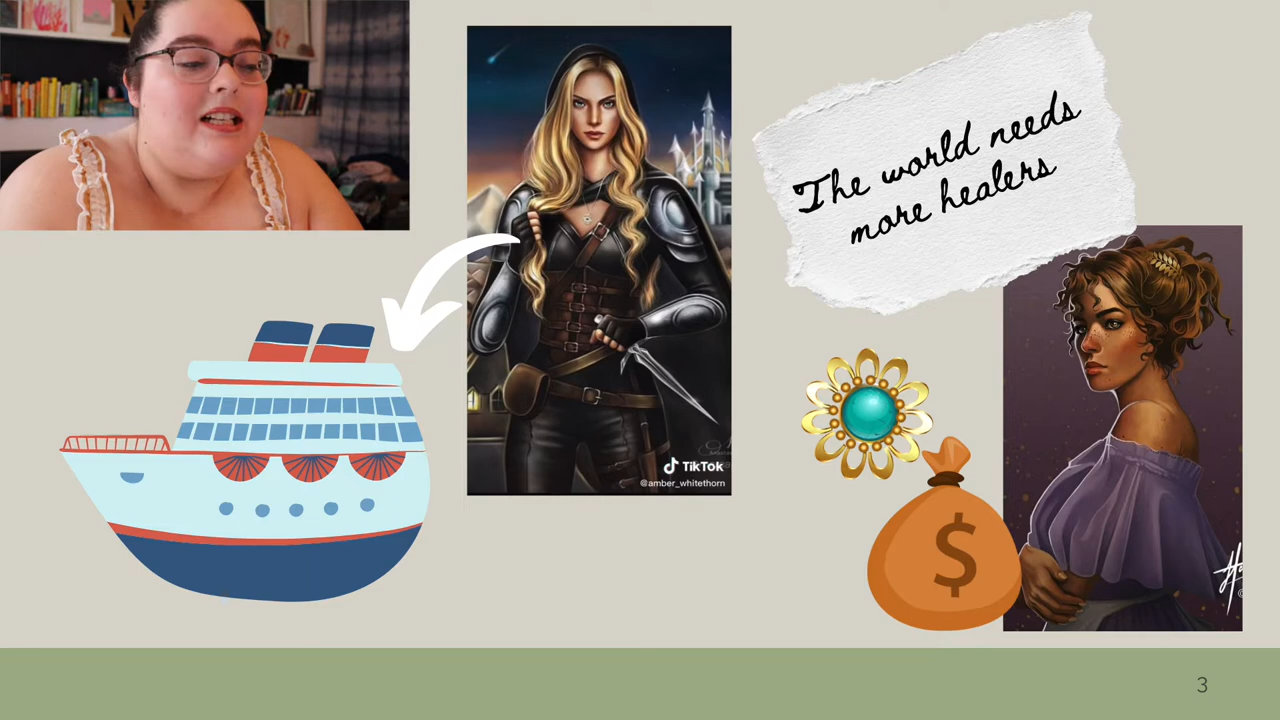 The world needs
more healers
TikTok
@amber_whitethorn
$
3